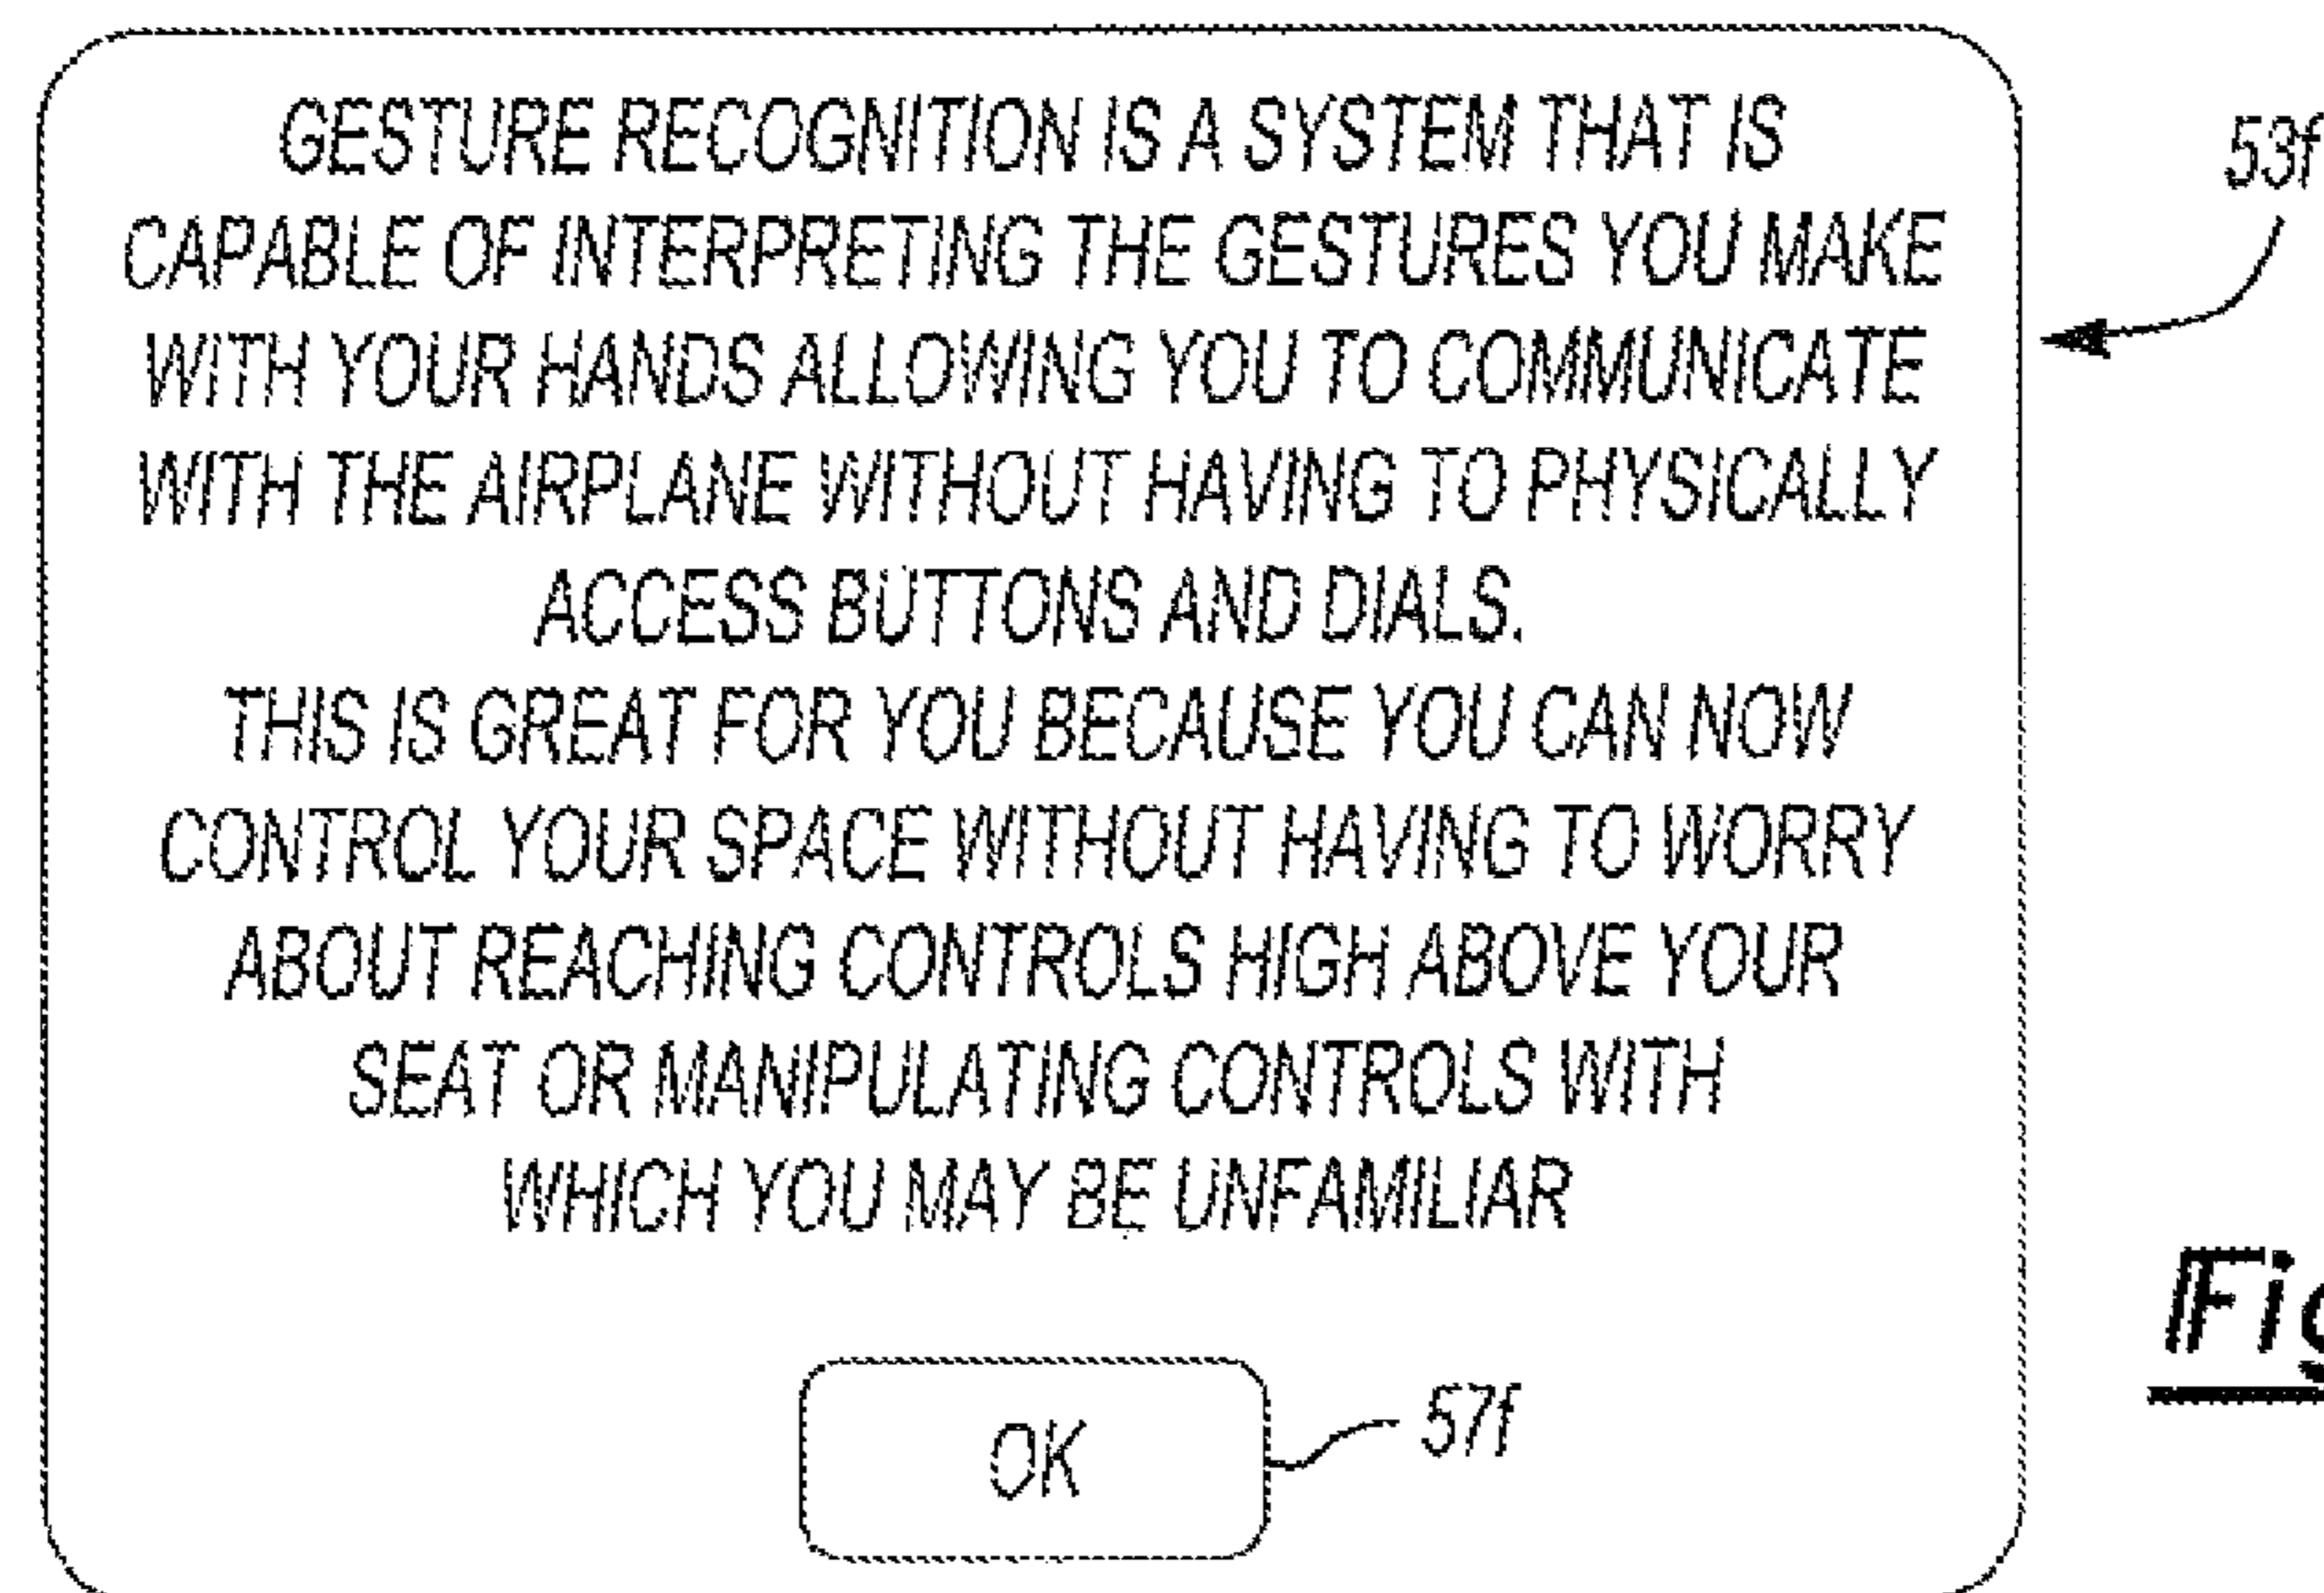 GESTURE RECOGNITION IS A SYSTEM THAT IS
CAPABLE OF INTERPRETING THE GESTURES YOU MAKE
WITH YOUR HANDS ALLOWING YOU TO COMMUNICATE
WITH THE AIRPLANE WITHOUT HAVING TO PHYSICALLY
ACCESS BUTTONS AND DIALS.
THIS IS GREAT FOR YOU BECAUSE YOU CAN NOW
CONTROL YOUR SPACE WITHOUT HAVING TO WORRY
ABOUT REACHING CONTROLS HIGH ABOVE YOUR
SEAT OR MANIPULATING CONTROLS WITH
WHICH YOU MAY BE UNFAMILIAR
OK
57f
53f